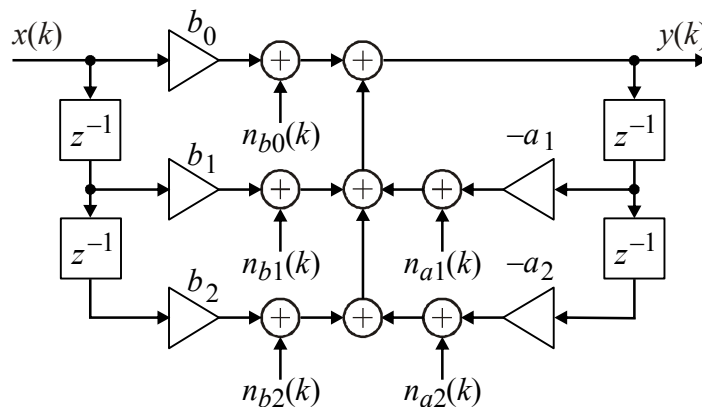 x(k) b₀ y(k)
z⁻¹ n_b0(k) z⁻¹
b₁ −a₁
z⁻¹ n_b1(k) n_a1(k) z⁻¹
b₂ −a₂
n_b2(k) n_a2(k)